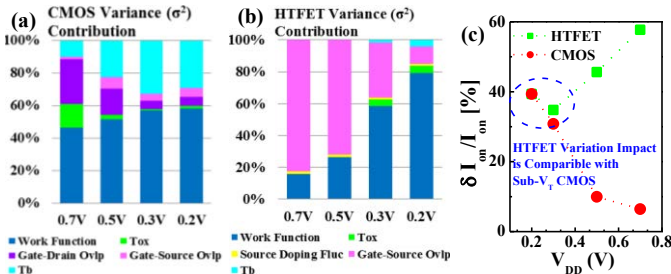 (a) CMOS Variance (σ²)
Contribution
100%
80%
60%
40%
20%
0%
0.7V 0.5V 0.3V 0.2V
Work Function Tox
Gate-Drain Ovlp Gate-Source Ovlp
Tb
(b) HTFET Variance (σ²)
Contribution
100%
80%
60%
40%
20%
0%
0.7V 0.5V 0.3V 0.2V
Work Function Tox
Source Doping Fluc Gate-Source Ovlp
Tb
(c)
HTFET
CMOS
HTFET Variation Impact
is Comparible with
Sub-V_T CMOS
δ I_on/I_on [%]
60
40
20
0
0.0 0.2 0.4 0.6 0.8
V_DD (V)